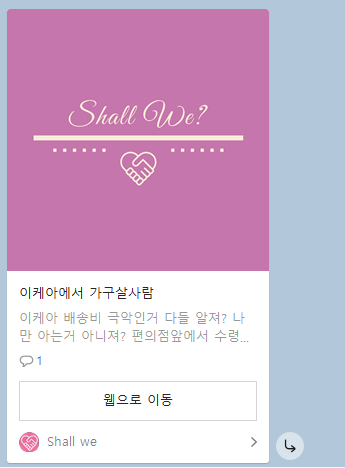 Shall We?
이케아에서 가구살사람
이케아 배송비 극악인거 다들 알져? 나
만 아는거 아니져? 편의점앞에서 수령...
1
웹으로 이동
Shall we